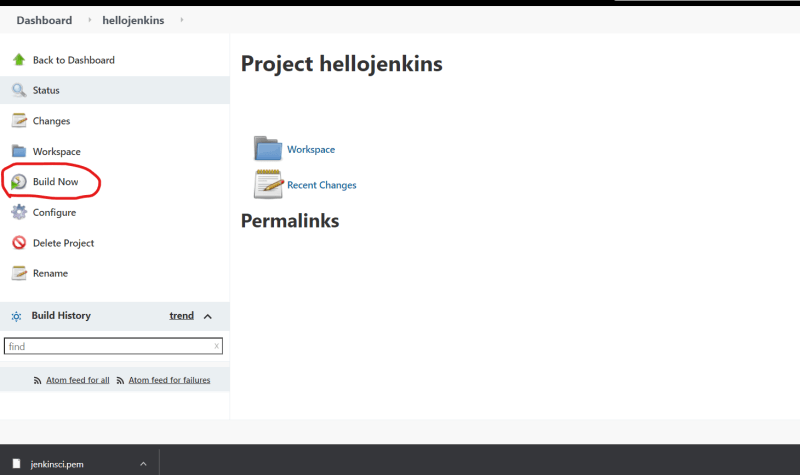 Dashboard
hellojenkins
Back to Dashboard
Status
Changes
Workspace
Build Now
Configure
Delete Project
Rename
Build History
trend
find
x
Atom feed for all
Atom feed for failures
Project hellojenkins
Workspace
Recent Changes
Permalinks
jenkinsci.pem